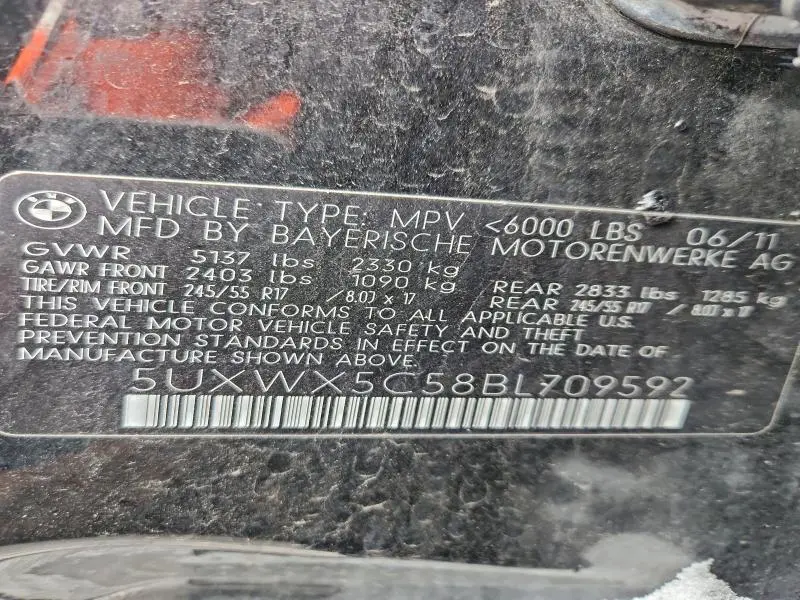 VEHICLE TYPE: MPV <6000 LBS 06/11
MFD BY BAYERISCHE MOTORENWERKE AG
GVWR 5137 lbs 2330 kg
GAWR FRONT 2403 lbs 1090 kg REAR 2833 lbs 1285 kg
TIRE/RIM FRONT 245/55 R17 /8.0J x 17 REAR 245/55 R17 / 8.0J x 17
THIS VEHICLE CONFORMS TO ALL APPLICABLE U.S.
FEDERAL MOTOR VEHICLE SAFETY AND THEFT
PREVENTION STANDARDS IN EFFECT ON THE DATE OF
MANUFACTURE SHOWN ABOVE.
5UXWX5C58BL709592